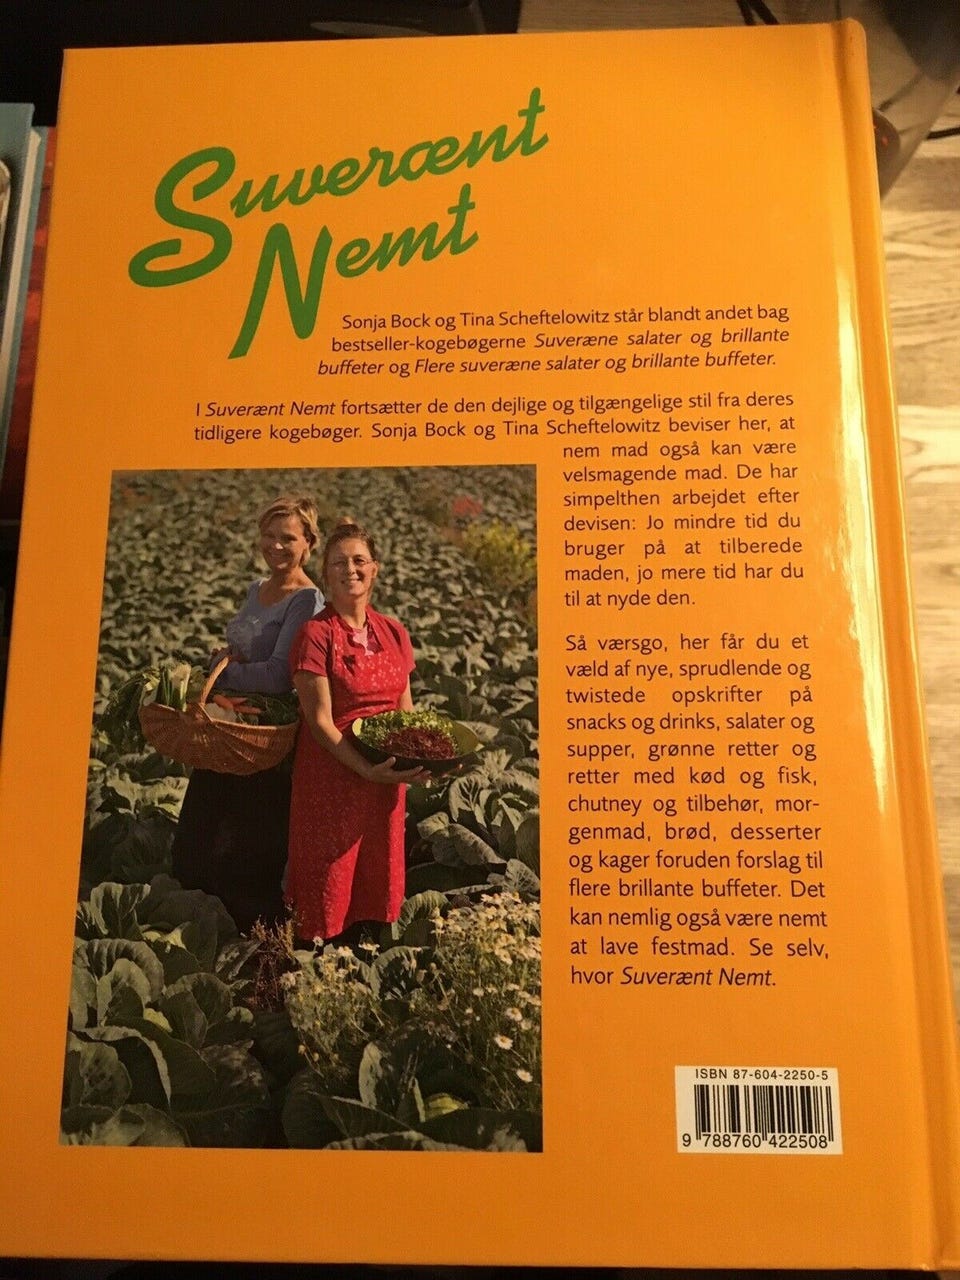 Suverænt
Nemt
Sonja Bock og Tina Scheftelowitz står blandt andet bag
bestseller-kogebøgerne Suveræne salater og brillante
buffeter og Flere suveræne salater og brillante buffeter.
I Suverænt Nemt fortsætter de den dejlige og tilgængelige stil fra deres
tidligere kogebøger. Sonja Bock og Tina Scheftelowitz beviser her, at
nem mad også kan være
velsmagende mad. De har
simpelthen arbejdet efter
devisen: Jo mindre tid du
bruger på at tilberede
maden, jo mere tid har du
til at nyde den.
Så værsgo, her får du et
væld af nye, sprudlende og
twistede opskrifter på
snacks og drinks, salater og
supper, grønne retter og
retter med kød og fisk,
chutney og tilbehør, mor-
genmad, brød, desserter
og kager foruden forslag til
flere brillante buffeter. Det
kan nemlig også være nemt
at lave festmad. Se selv,
hvor Suverænt Nemt.
ISBN 87-604-2250-5
9 788760 422508